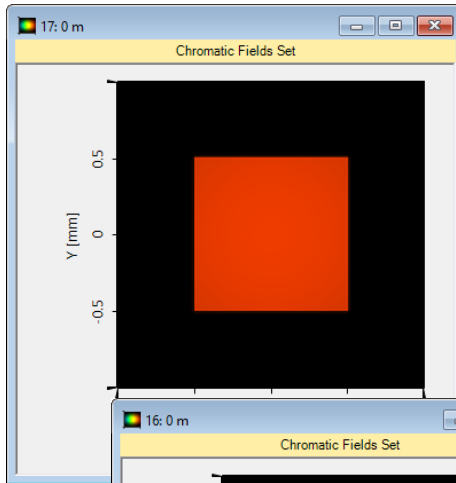 17: 0 m
Chromatic Fields Set
0.5
Y [mm]
0
-0.5
16: 0 m
Chromatic Fields Set